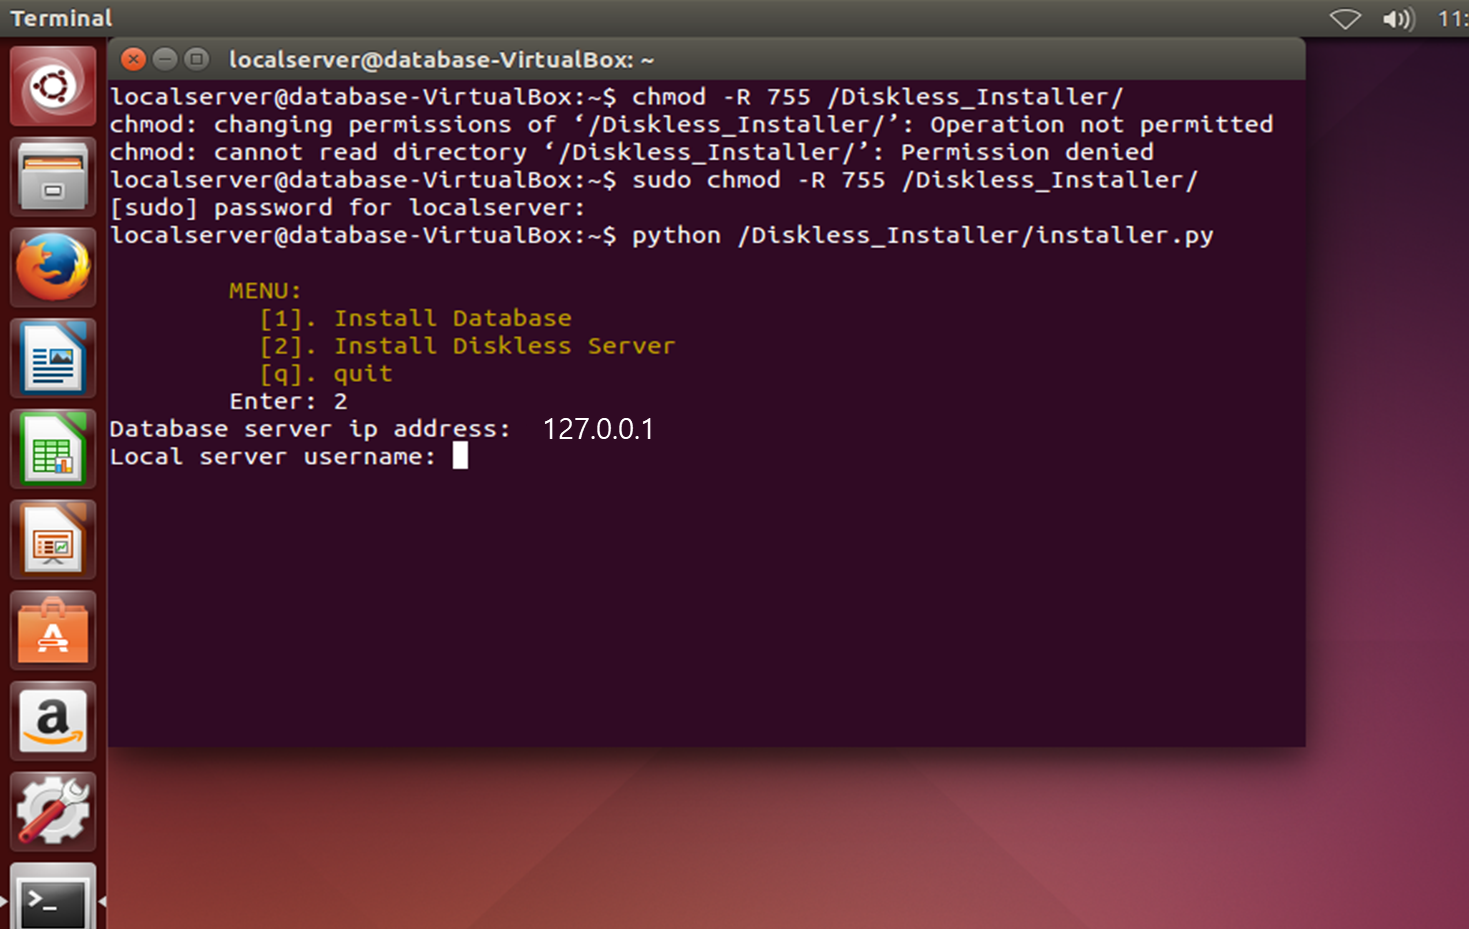 Terminal
11:
localserver@database-VirtualBox: ~
localserver@database-VirtualBox:~$ chmod -R 755 /Diskless_Installer/
chmod: changing permissions of ‘/Diskless_Installer/’: Operation not permitted
chmod: cannot read directory ‘/Diskless_Installer/’: Permission denied
localserver@database-VirtualBox:~$ sudo chmod -R 755 /Diskless_Installer/
[sudo] password for localserver:
localserver@database-VirtualBox:~$ python /Diskless_Installer/installer.py
MENU:
[1]. Install Database
[2]. Install Diskless Server
[q]. quit
Enter: 2
Database server ip address: 127.0.0.1
Local server username: